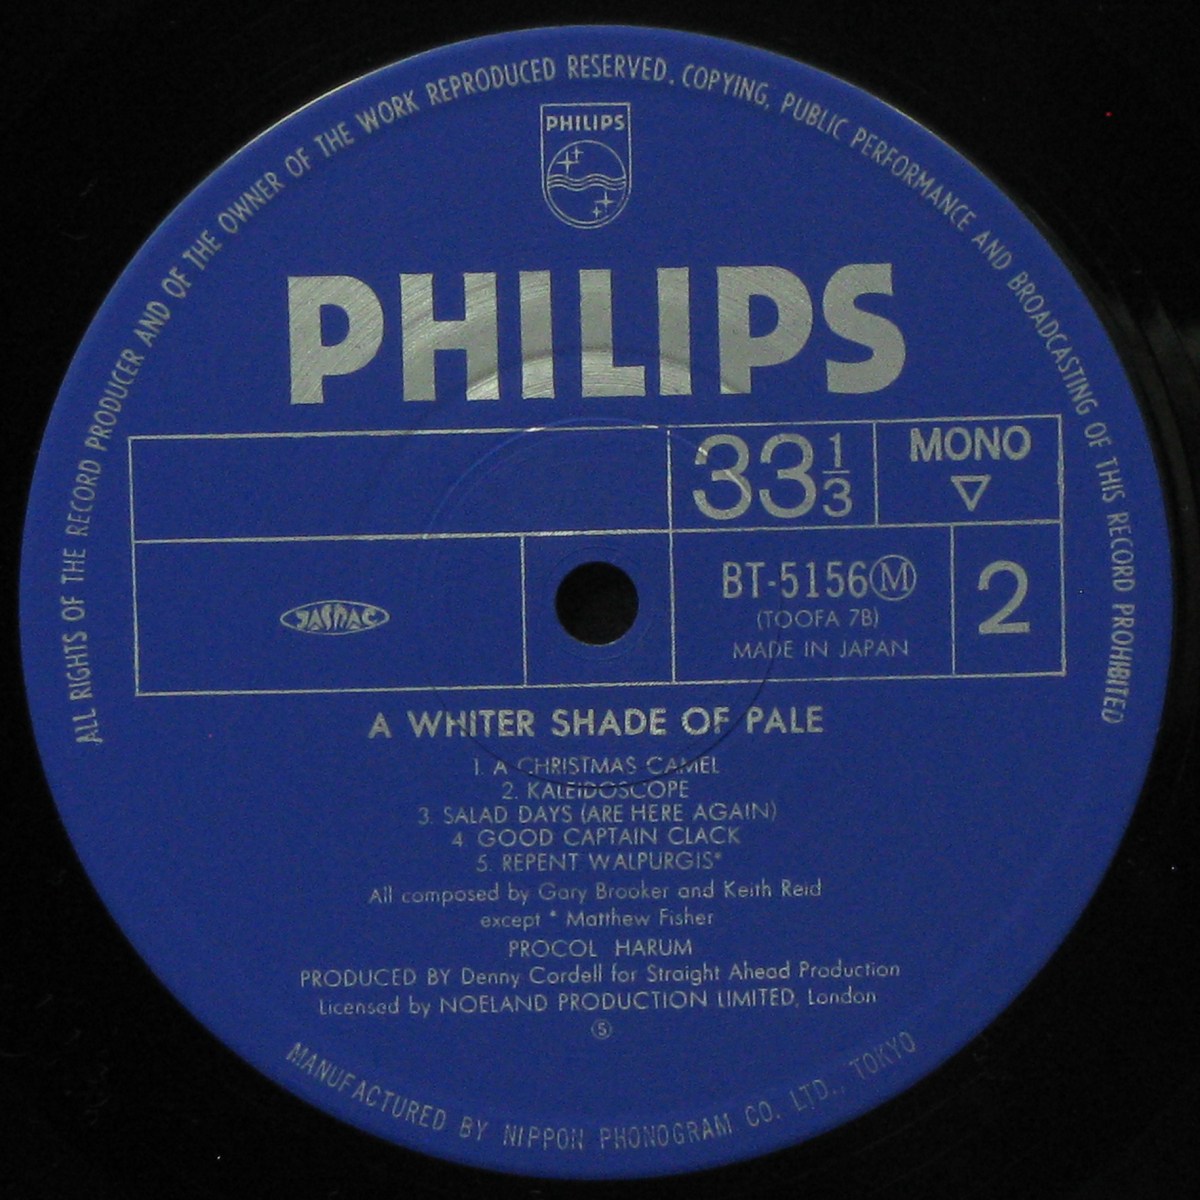 ALL RIGHTS OF THE RECORD PRODUCER AND OF THE OWNER OF THE WORK REPRODUCED RESERVED. COPYING, PUBLIC PERFORMANCE AND BROADCASTING OF THIS RECORD PROHIBITED
PHILIPS
PHILIPS
33 1/3
MONO
▽
JASRAC
BT-5156Ⓜ
(TOOFA 7B)
MADE IN JAPAN
2
A WHITER SHADE OF PALE
1. A CHRISTMAS CAMEL
2. KALEIDOSCOPE
3. SALAD DAYS (ARE HERE AGAIN)
4. GOOD CAPTAIN CLACK
5. REPENT WALPURGIS*
All composed by Gary Brooker and Keith Reid
except * Matthew Fisher
PROCOL HARUM
PRODUCED BY Denny Cordell for Straight Ahead Production
Licensed by NOELAND PRODUCTION LIMITED, London
Ⓢ
MANUFACTURED BY NIPPON PHONOGRAM CO. LTD., TOKYO